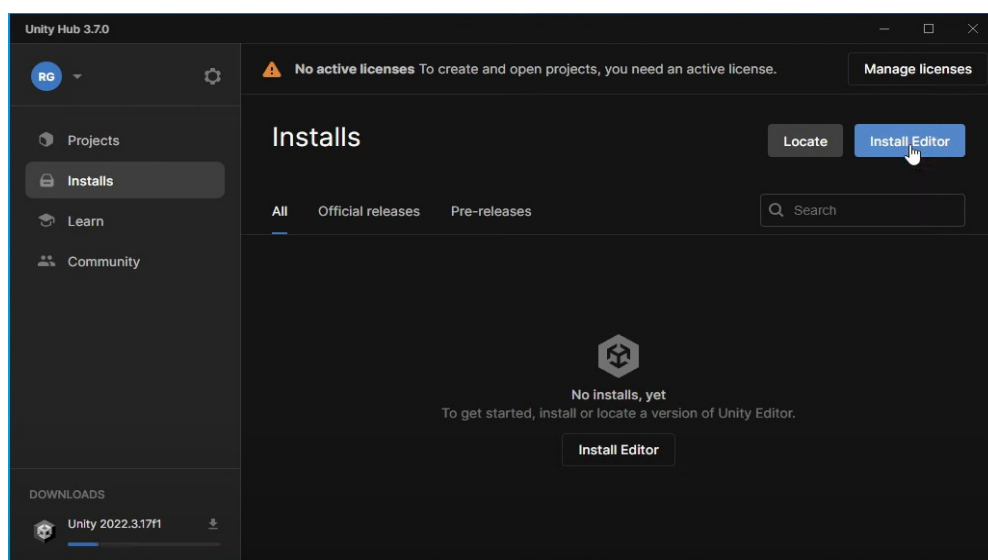 Unity Hub 3.7.0
RG
No active licenses To create and open projects, you need an active license.
Manage licenses
Projects
Installs
Learn
Community
Installs
Locate
Install Editor
All
Official releases
Pre-releases
Search
No installs, yet
To get started, install or locate a version of Unity Editor.
Install Editor
DOWNLOADS
Unity 2022.3.17f1